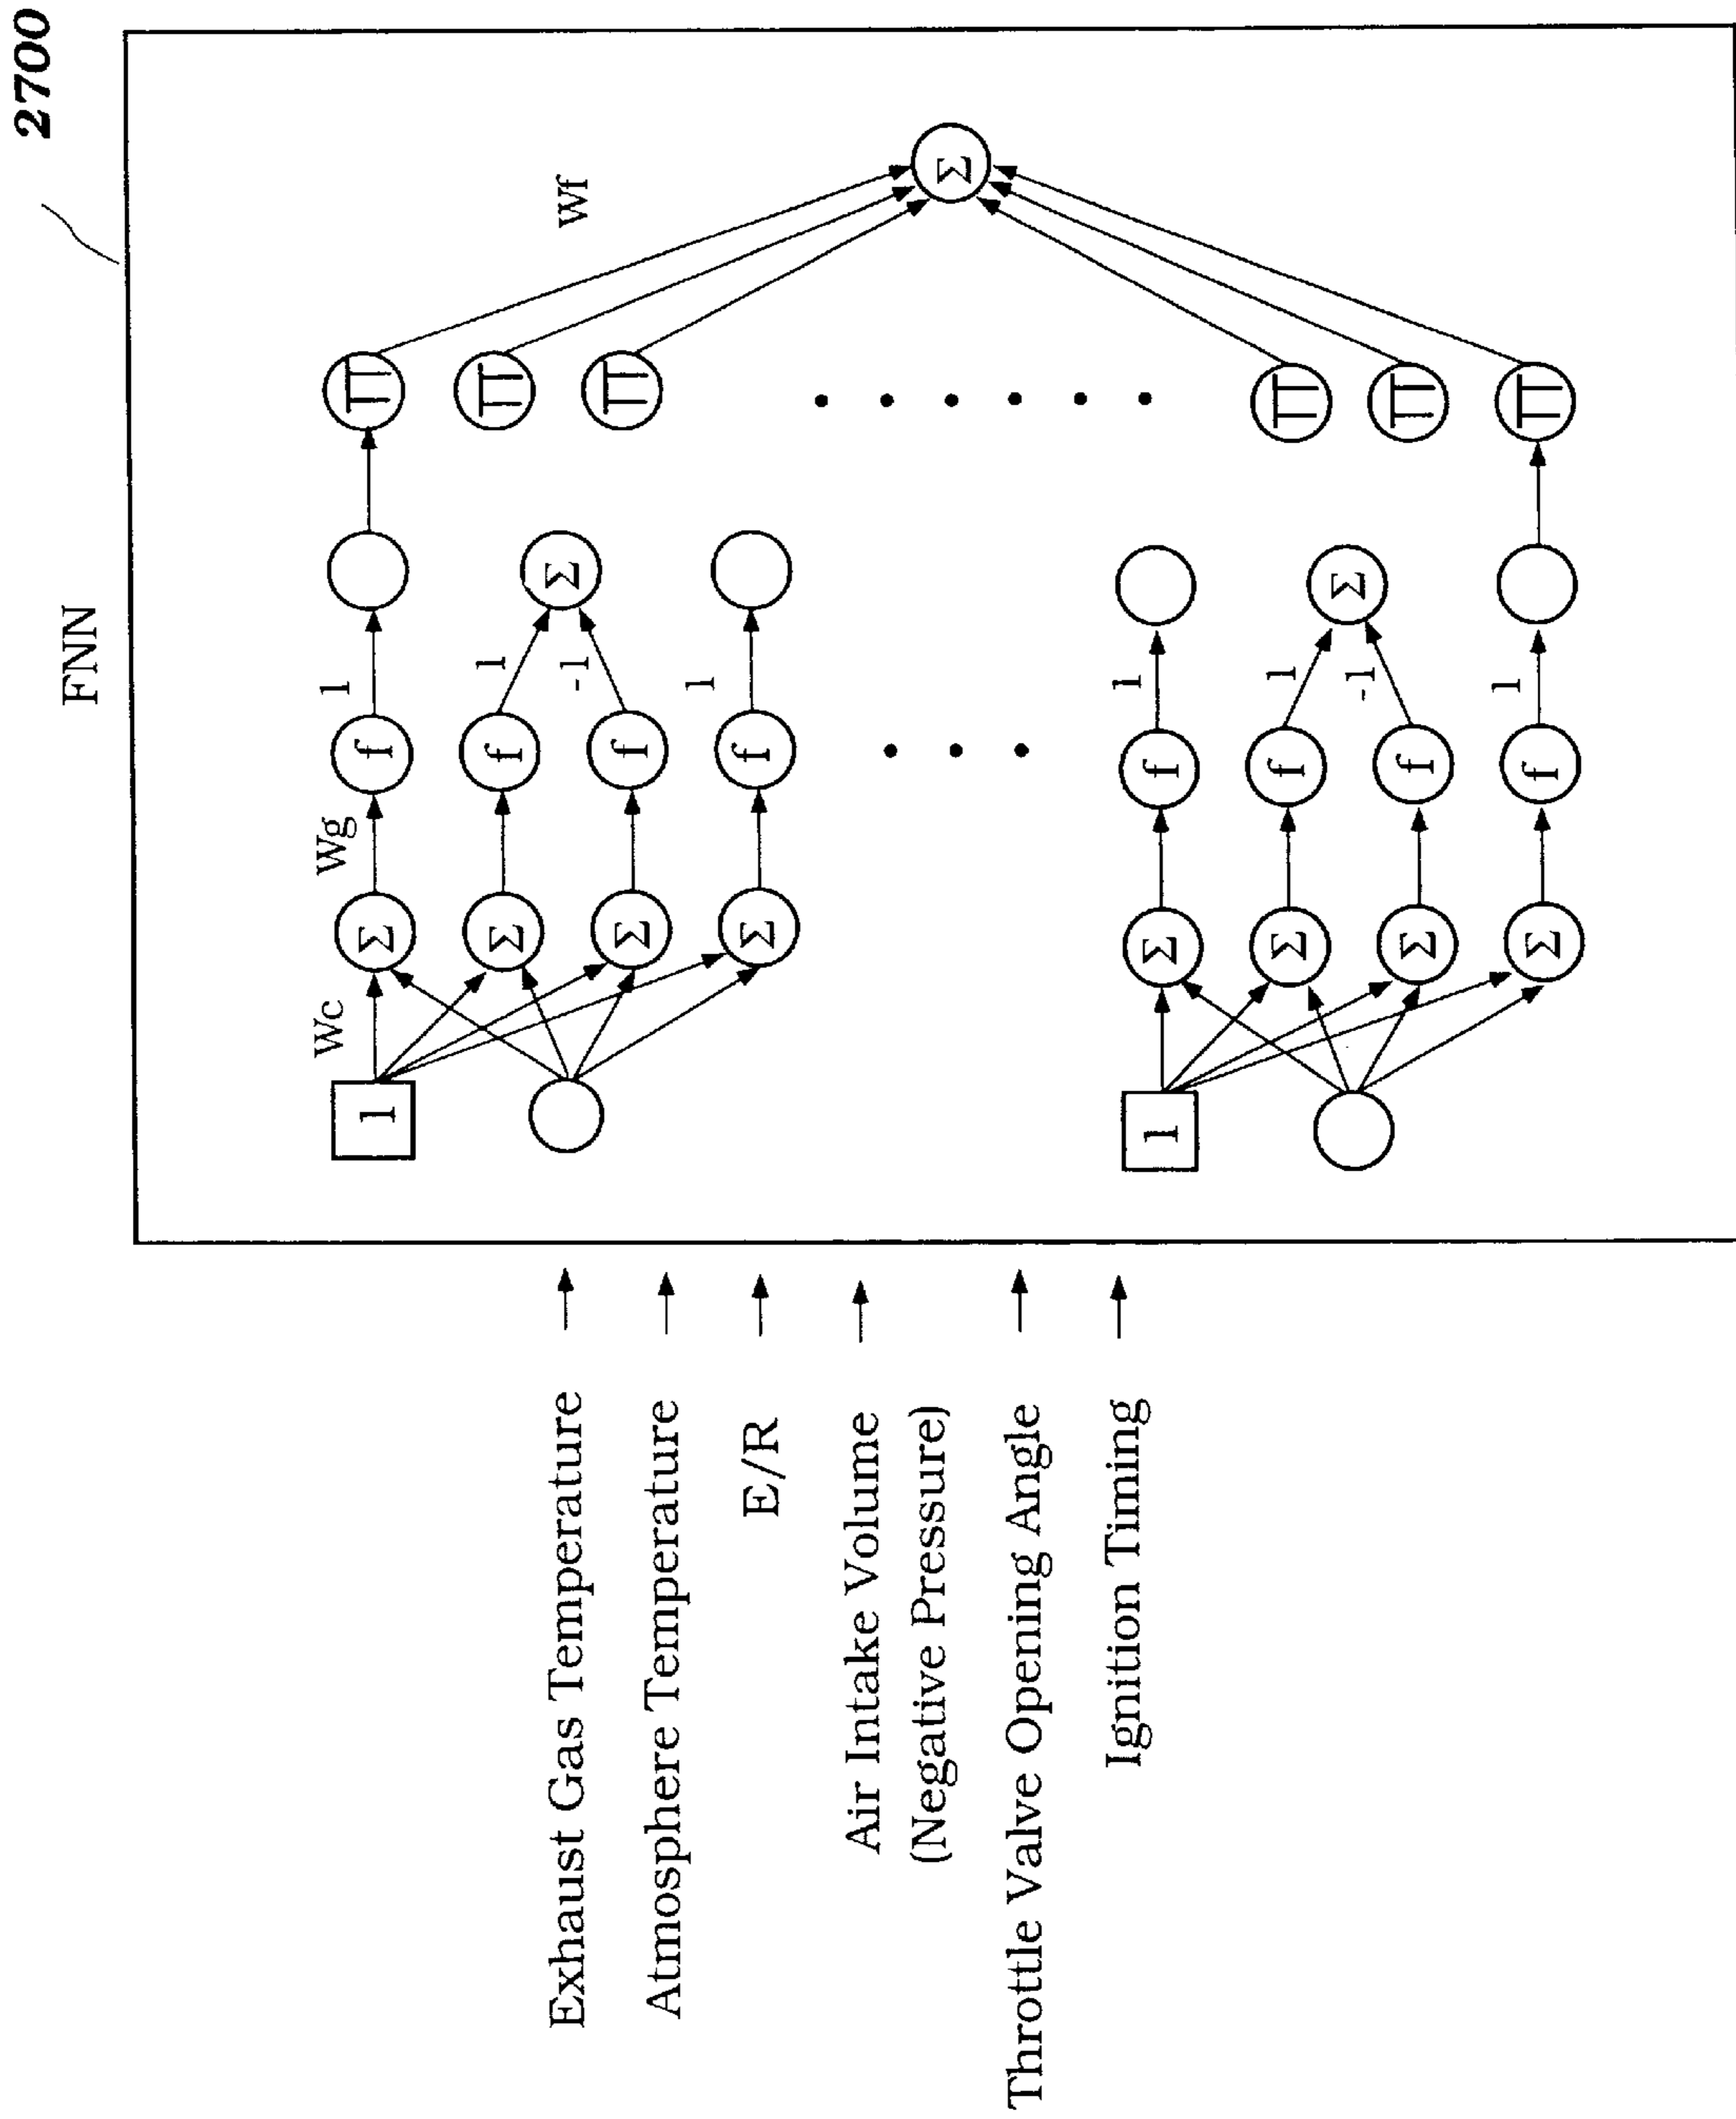 2700
FNN
Wc
Wg
1
Wf
1
Σ
f
Π
Σ
f
1
Σ
Π
Σ
f
-1
Π
Σ
f
1
Σ
Exhaust Gas Temperature
Atmosphere Temperature
E/R
Air Intake Volume
(Negative Pressure)
Throttle Valve Opening Angle
Ignition Timing
1
Σ
f
1
Π
Σ
f
1
Σ
Π
Σ
f
-1
Σ
f
1
Π